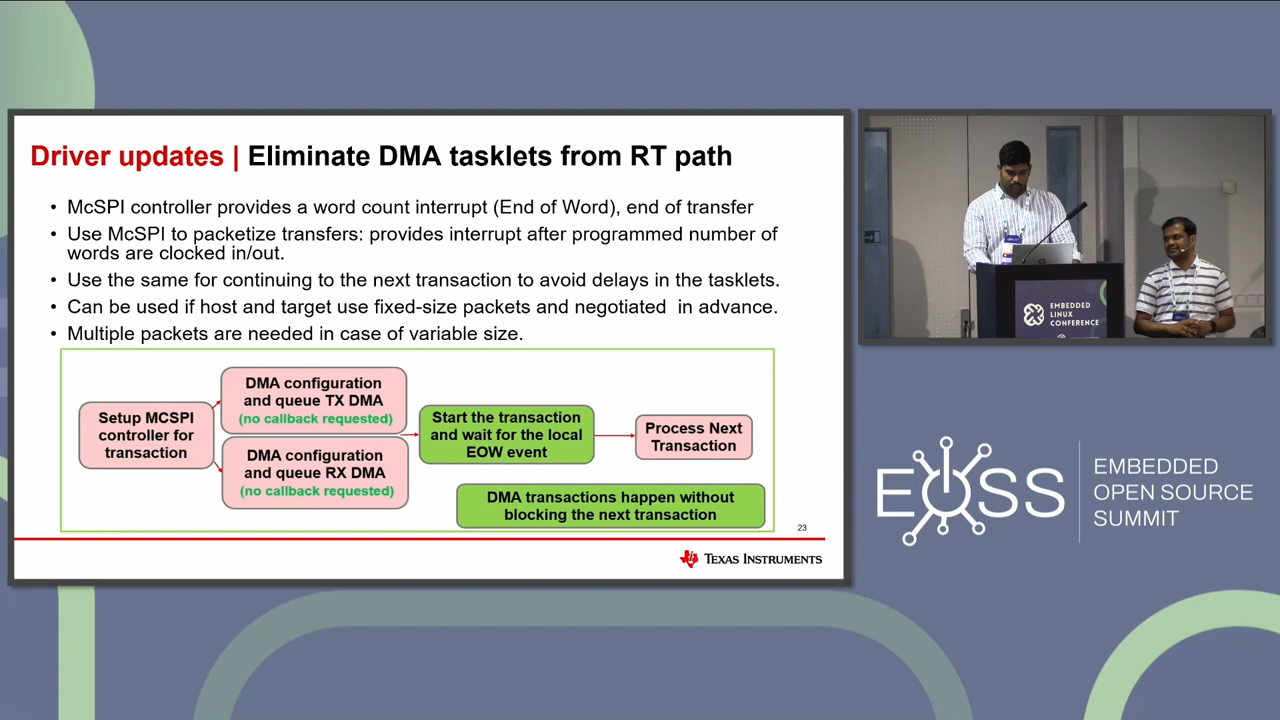 Driver updates | Eliminate DMA tasklets from RT path
• McSPI controller provides a word count interrupt (End of Word), end of transfer
• Use McSPI to packetize transfers: provides interrupt after programmed number of
words are clocked in/out.
• Use the same for continuing to the next transaction to avoid delays in the tasklets.
• Can be used if host and target use fixed-size packets and negotiated in advance.
• Multiple packets are needed in case of variable size.
Setup MCSPI
controller for
transaction
DMA configuration
and queue TX DMA
(no callback requested)
DMA configuration
and queue RX DMA
(no callback requested)
Start the transaction
and wait for the local
EOW event
Process Next
Transaction
DMA transactions happen without
blocking the next transaction
23
TEXAS INSTRUMENTS
EMBEDDED
LINUX
CONFERENCE
EOSS
EMBEDDED
OPEN SOURCE
SUMMIT